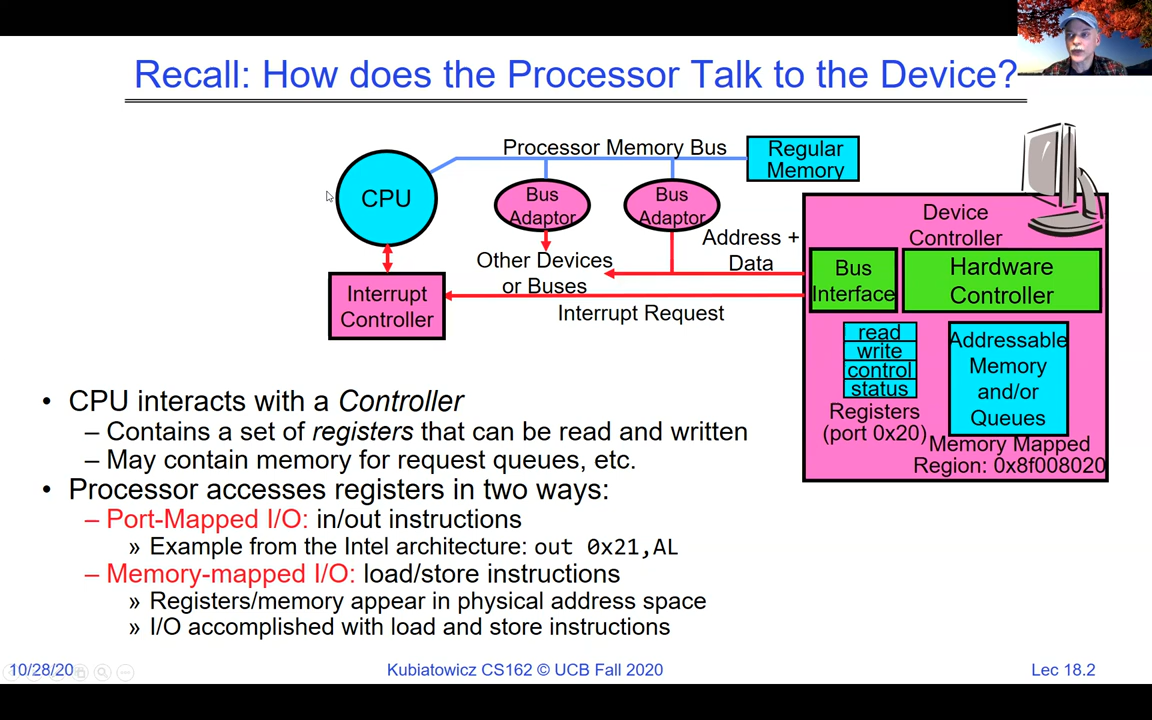 Recall: How does the Processor Talk to the Device?
Processor Memory Bus
Regular
Memory
CPU
Bus
Adaptor
Bus
Adaptor
Address +
Data
Other Devices
or Buses
Interrupt
Controller
Interrupt Request
Device
Controller
Bus
Interface
Hardware
Controller
read
write
control
status
Registers
(port 0x20)
Addressable
Memory
and/or
Queues
Memory Mapped
Region: 0x8f008020
• CPU interacts with a Controller
– Contains a set of registers that can be read and written
– May contain memory for request queues, etc.
• Processor accesses registers in two ways:
– Port-Mapped I/O: in/out instructions
» Example from the Intel architecture: out 0x21,AL
– Memory-mapped I/O: load/store instructions
» Registers/memory appear in physical address space
» I/O accomplished with load and store instructions
10/28/20
Kubiatowicz CS162 © UCB Fall 2020
Lec 18.2